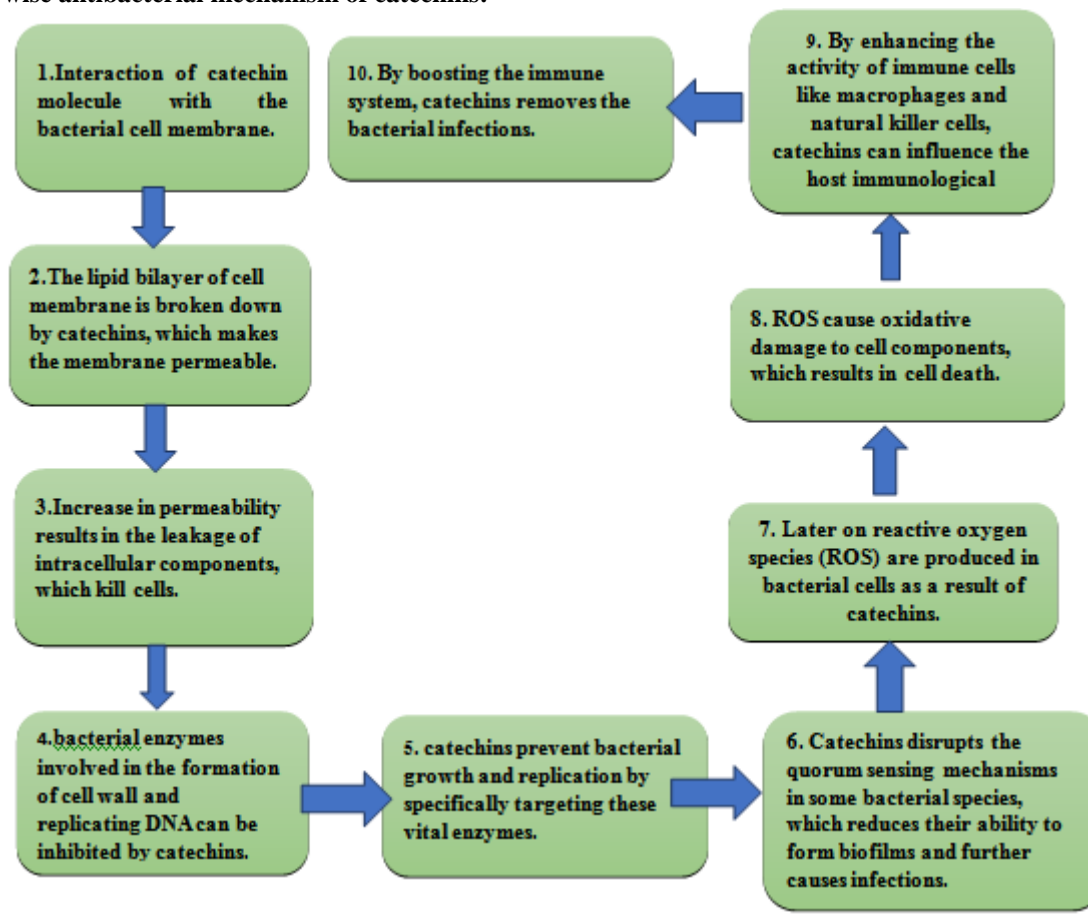 wise antibacterial mechanism of catechins:
1.Interaction of catechin
molecule with the
bacterial cell membrane.
2.The lipid bilayer of cell
membrane is broken down
by catechins, which makes
the membrane permeable.
3.Increase in permeability
results in the leakage of
intracellular components,
which kill cells.
4.bacterial enzymes
involved in the formation
of cell wall and
replicating DNA can be
inhibited by catechins.
5. catechins prevent bacterial
growth and replication by
specifically targeting these
vital enzymes.
6. Catechins disrupts the
quorum sensing mechanisms
in some bacterial species,
which reduces their ability to
form biofilms and further
causes infections.
7. Later on reactive oxygen
species (ROS) are produced in
bacterial cells as a result of
catechins.
8. ROS cause oxidative
damage to cell components,
which results in cell death.
9. By enhancing the
activity of immune cells
like macrophages and
natural killer cells,
catechins can influence the
host immunological
10. By boosting the immune
system, catechins removes the
bacterial infections.